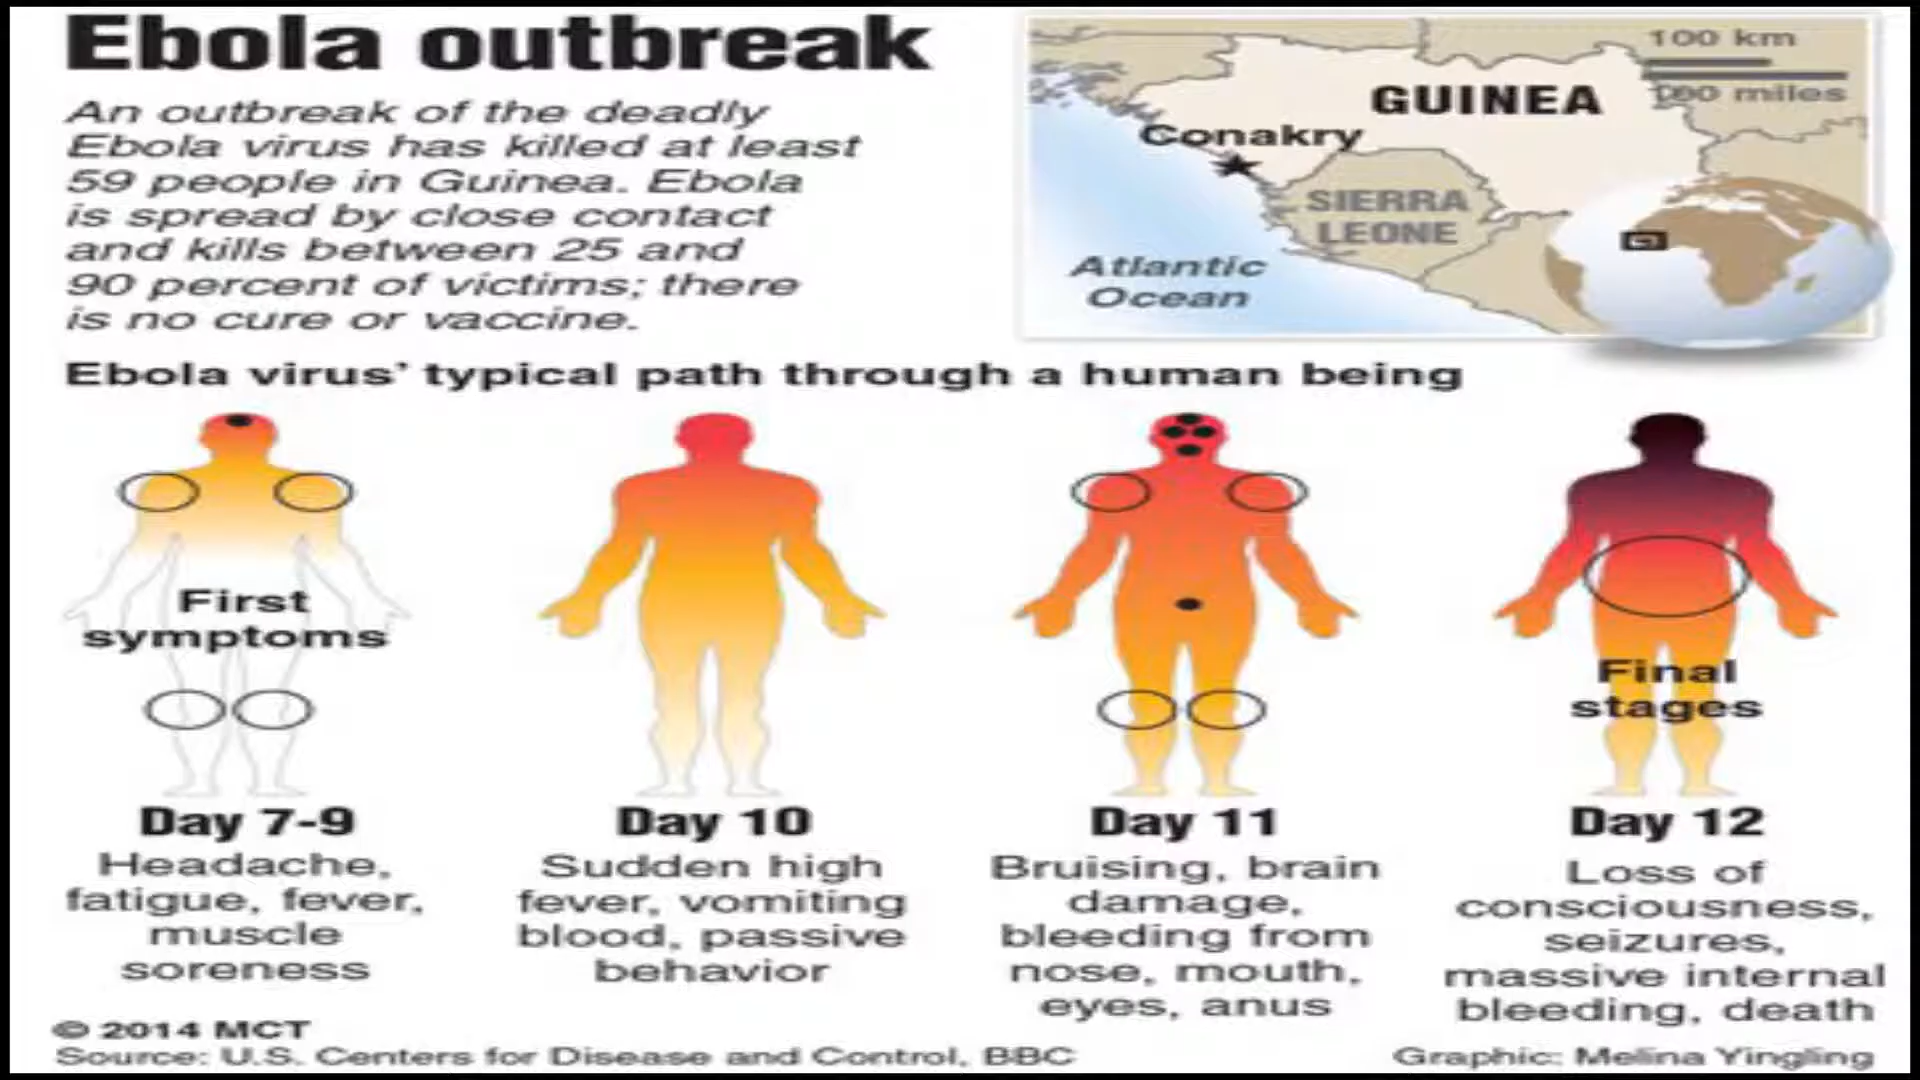 Ebola outbreak
An outbreak of the deadly
Ebola virus has killed at least
59 people in Guinea. Ebola
is spread by close contact
and kills between 25 and
90 percent of victims; there
is no cure or vaccine.
100 km
100 miles
GUINEA
Conakry
SIERRA
LEONE
Atlantic
Ocean
Ebola virus’ typical path through a human being
First
symptoms
Final
stages
Day 7-9
Headache,
fatigue, fever,
muscle
soreness
Day 10
Sudden high
fever, vomiting
blood, passive
behavior
Day 11
Bruising, brain
damage,
bleeding from
nose, mouth,
eyes, anus
Day 12
Loss of
consciousness,
seizures,
massive internal
bleeding, death
© 2014 MCT
Source: U.S. Centers for Disease and Control, BBC
Graphic: Melina Yingling